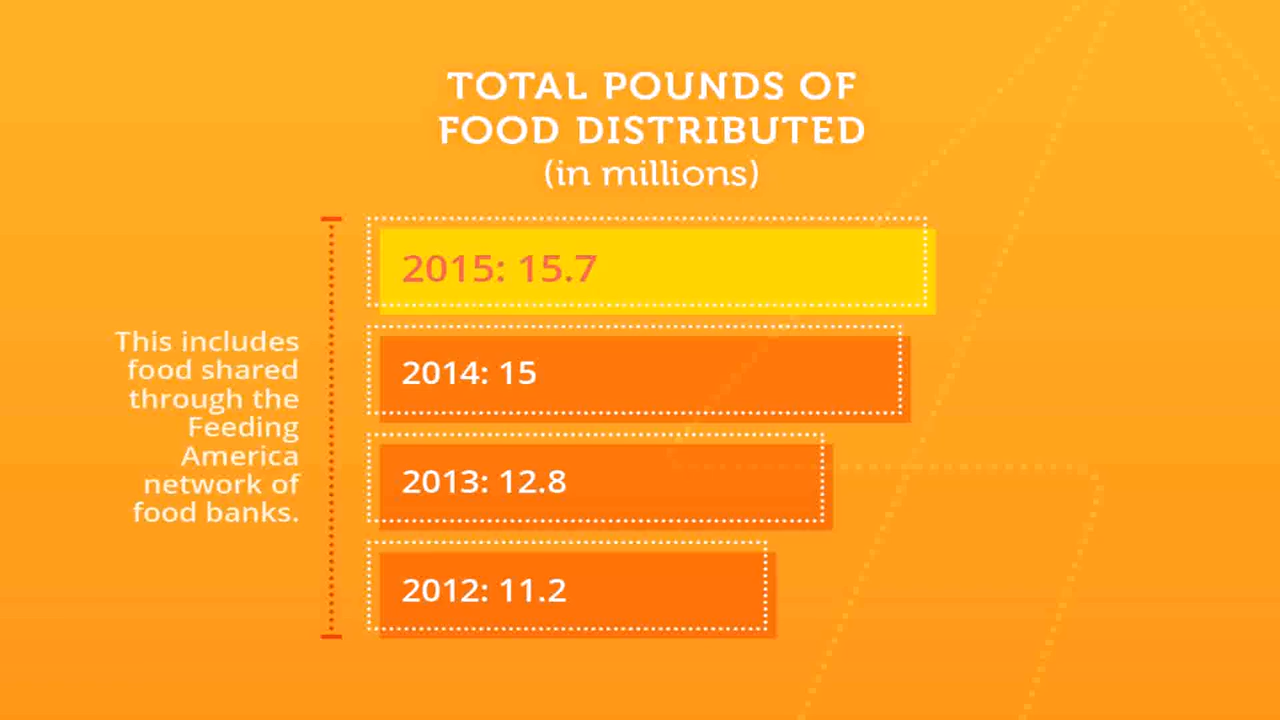 TOTAL POUNDS OF
FOOD DISTRIBUTED
(in millions)
2015: 15.7
2014: 15
2013: 12.8
2012: 11.2
This includes
food shared
through the
Feeding
America
network of
food banks.